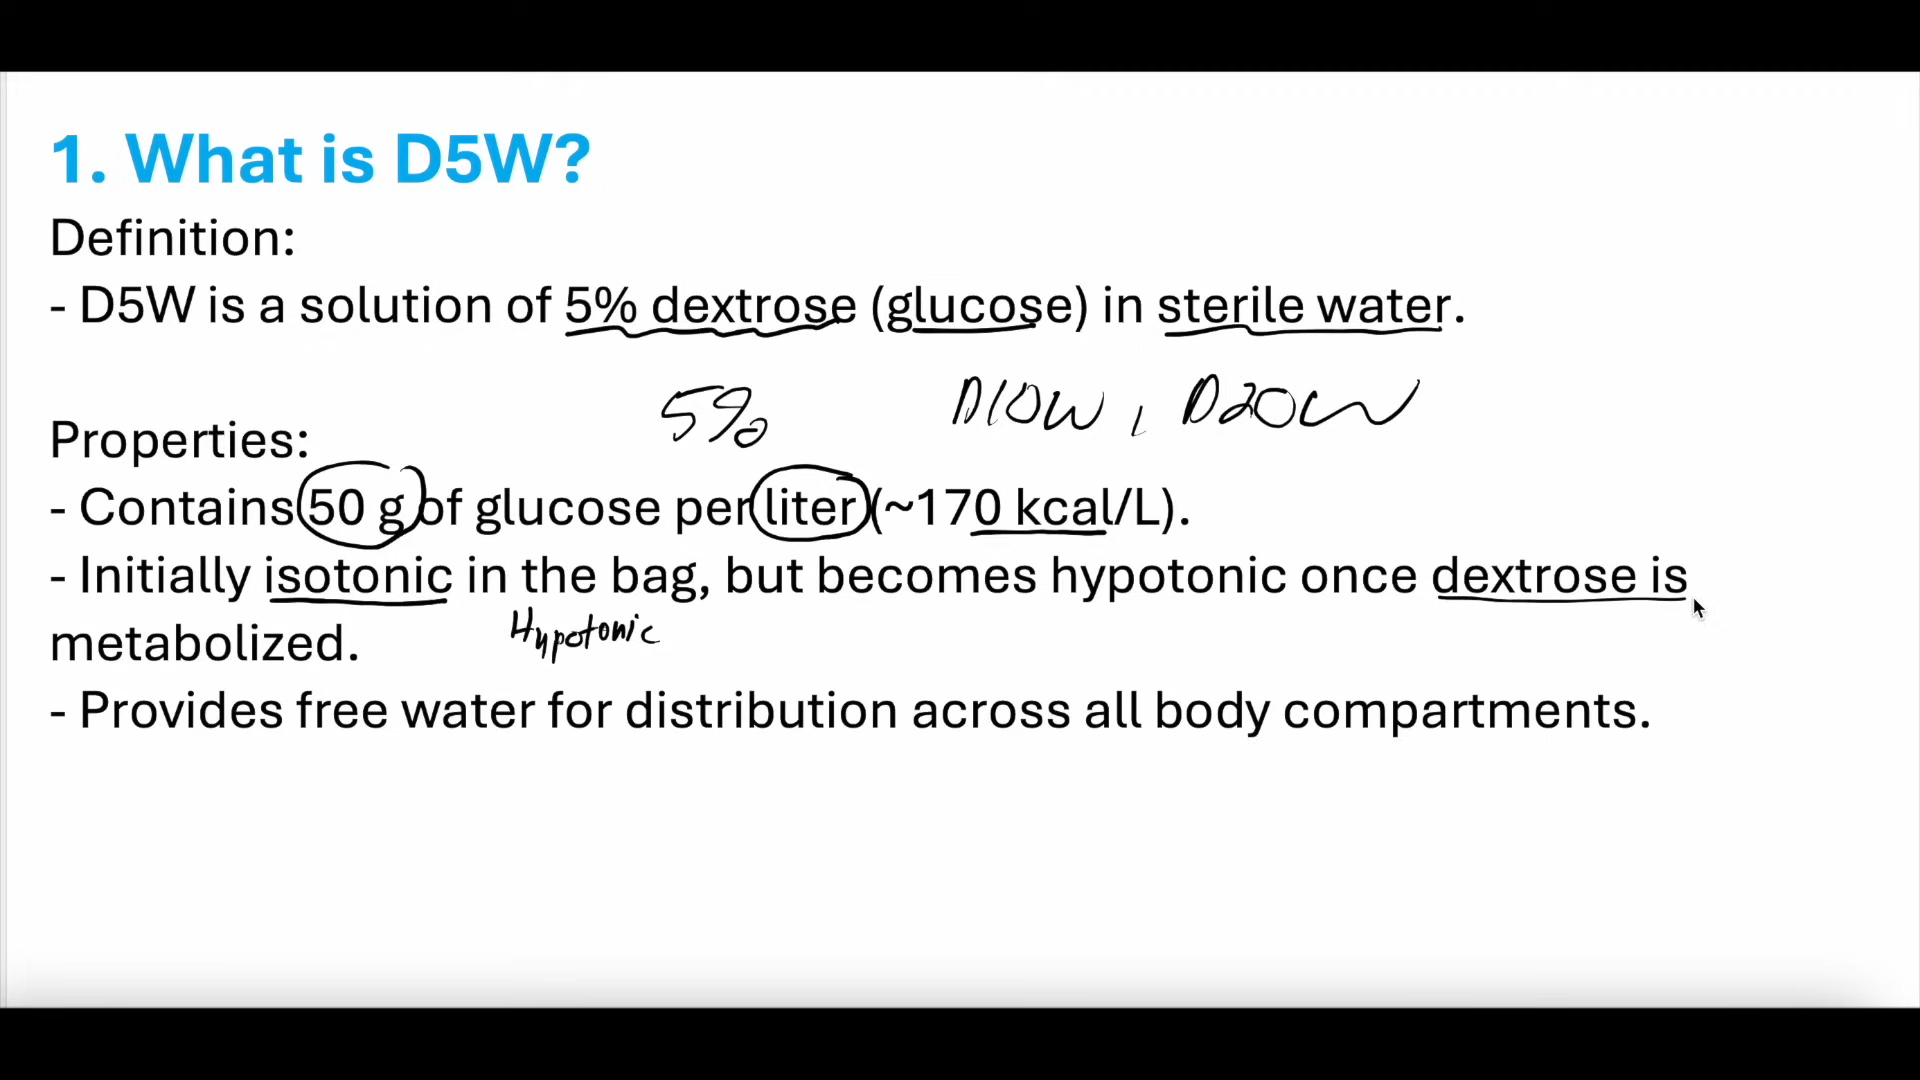 1. What is D5W?
Definition:
- D5W is a solution of 5% dextrose (glucose) in sterile water.
5% D10W, D20W
Properties:
- Contains 50 g of glucose per liter (~170 kcal/L).
- Initially isotonic in the bag, but becomes hypotonic once dextrose is
Hypotonic
metabolized.
- Provides free water for distribution across all body compartments.